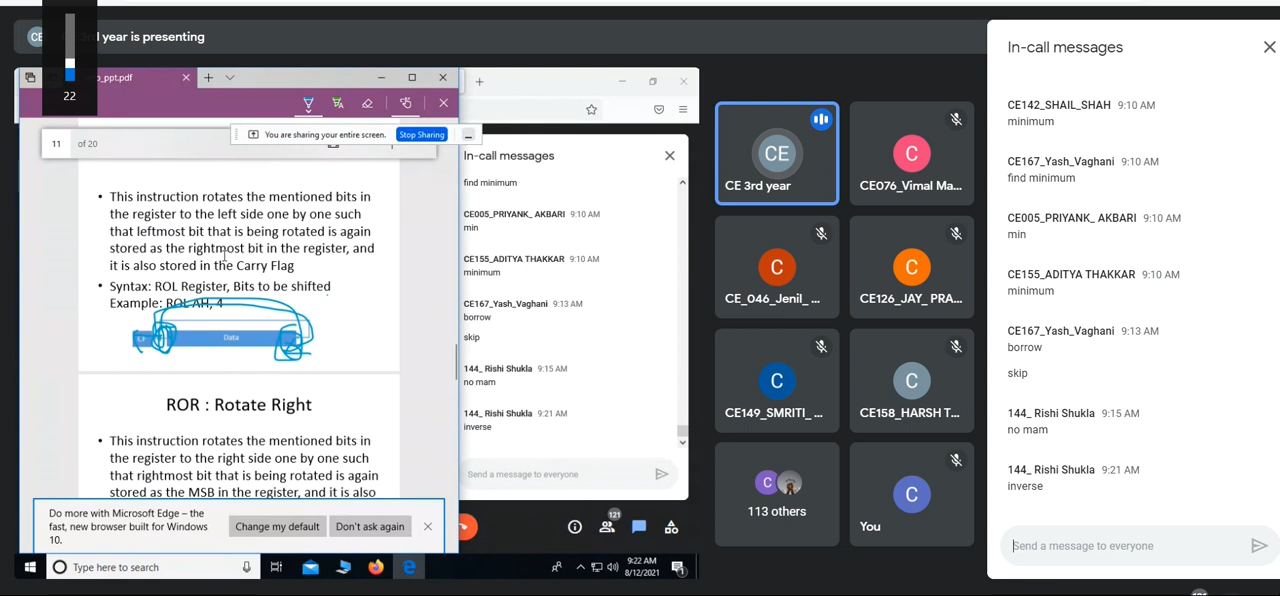 CE
3rd year is presenting
22
_ppt.pdf
You are sharing your entire screen.
Stop Sharing
11
of 20
• This instruction rotates the mentioned bits in
the register to the left side one by one such
that leftmost bit that is being rotated is again
stored as the rightmost bit in the register, and
it is also stored in the Carry Flag
• Syntax: ROL Register, Bits to be shifted
Example: ROL AH, 4
CF
Data
ROR : Rotate Right
• This instruction rotates the mentioned bits in
the register to the right side one by one such
that rightmost bit that is being rotated is again
stored as the MSB in the register, and it is also
Do more with Microsoft Edge – the
fast, new browser built for Windows
10.
Change my default
Don't ask again
Type here to search
In-call messages
find minimum
CE005_PRIYANK_ AKBARI 9:10 AM
min
CE155_ADITYA THAKKAR 9:10 AM
minimum
CE167_Yash_Vaghani 9:13 AM
borrow
skip
144_ Rishi Shukla 9:15 AM
no mam
144_ Rishi Shukla 9:21 AM
inverse
Send a message to everyone
121
9:22 AM
8/12/2021
1
CE
CE 3rd year
C
CE076_Vimal Ma...
C
CE_046_Jenil_ ...
C
CE126_JAY_ PRA...
C
CE149_SMRITI_ ...
C
CE158_HARSH T...
C
113 others
C
You
In-call messages
CE142_SHAIL_SHAH 9:10 AM
minimum
CE167_Yash_Vaghani 9:10 AM
find minimum
CE005_PRIYANK_ AKBARI 9:10 AM
min
CE155_ADITYA THAKKAR 9:10 AM
minimum
CE167_Yash_Vaghani 9:13 AM
borrow
skip
144_ Rishi Shukla 9:15 AM
no mam
144_ Rishi Shukla 9:21 AM
inverse
Send a message to everyone